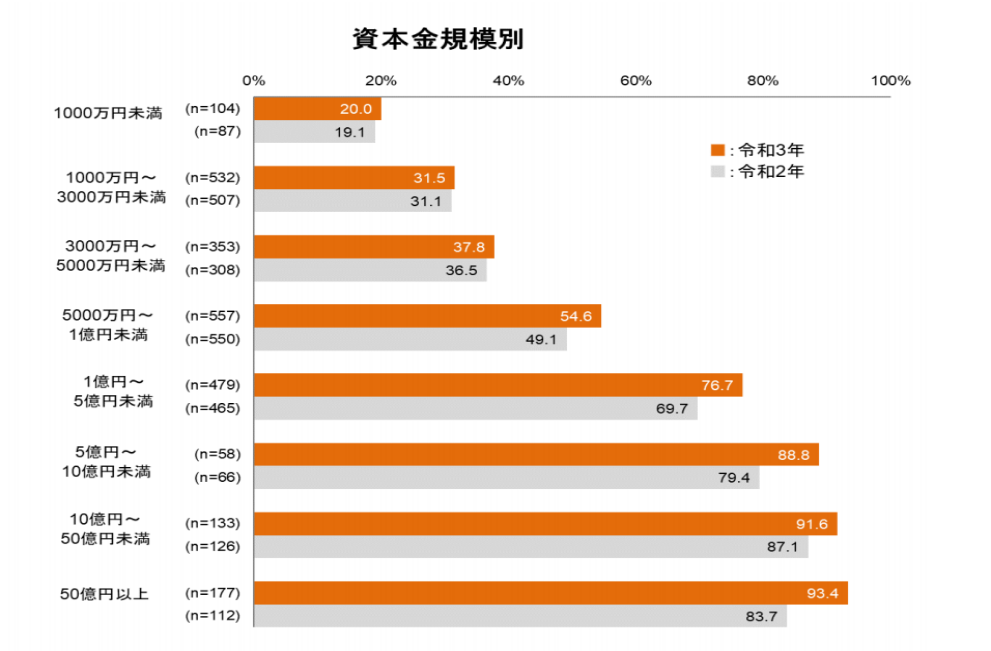 資本金規模別
0% 20% 40% 60% 80% 100%
1000万円未満 (n=104) 20.0
(n=87) 19.1
:令和3年
:令和2年
1000万円～ (n=532) 31.5
3000万円未満 (n=507) 31.1
3000万円～ (n=353) 37.8
5000万円未満 (n=308) 36.5
5000万円～ (n=557) 54.6
1億円未満 (n=550) 49.1
1億円～ (n=479) 76.7
5億円未満 (n=465) 69.7
5億円～ (n=58) 88.8
10億円未満 (n=66) 79.4
10億円～ (n=133) 91.6
50億円未満 (n=126) 87.1
50億円以上 (n=177) 93.4
(n=112) 83.7